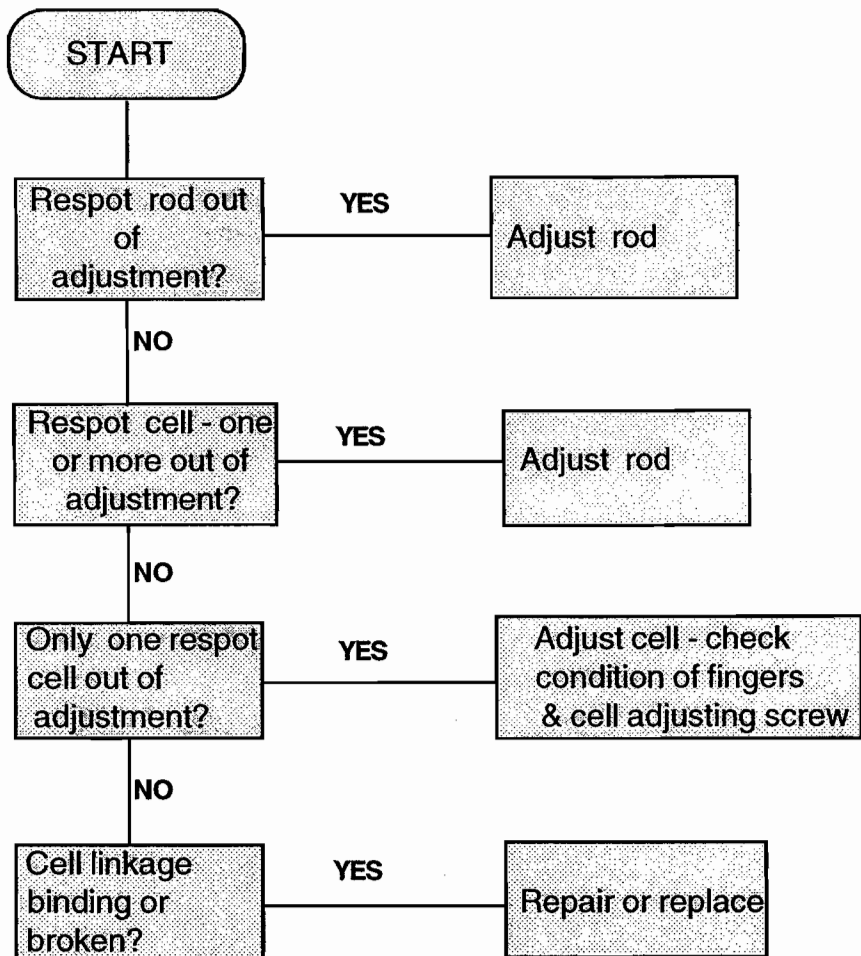 START
Respot rod out
of
adjustment?
YES
Adjust rod
NO
Respot cell - one
or more out of
adjustment?
YES
Adjust rod
NO
Only one respot
cell out of
adjustment?
YES
Adjust cell - check
condition of fingers
& cell adjusting screw
NO
Cell linkage
binding or
broken?
YES
Repair or replace